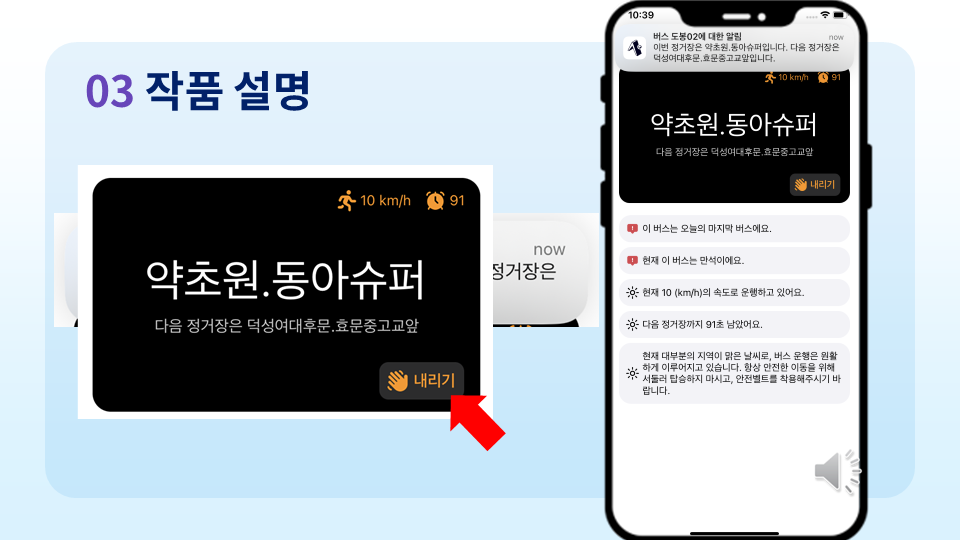 03 작품 설명
10 km/h 91
약초원.동아슈퍼
다음 정거장은 덕성여대후문.효문중고교앞
내리기
now
정거장은
10:39
버스 도봉02에 대한 알림
now
이번 정거장은 약초원.동아슈퍼입니다. 다음 정거장은
덕성여대후문.효문중고교앞입니다.
10 km/h 91
약초원.동아슈퍼
다음 정거장은 덕성여대후문.효문중고교앞
내리기
이 버스는 오늘의 마지막 버스에요.
현재 이 버스는 만석이에요.
현재 10 (km/h)의 속도로 운행하고 있어요.
다음 정거장까지 91초 남았어요.
현재 대부분의 지역이 맑은 날씨로, 버스 운행은 원활
하게 이루어지고 있습니다. 항상 안전한 이동을 위해
서둘러 탑승하지 마시고, 안전벨트를 착용해주시기 바
랍니다.